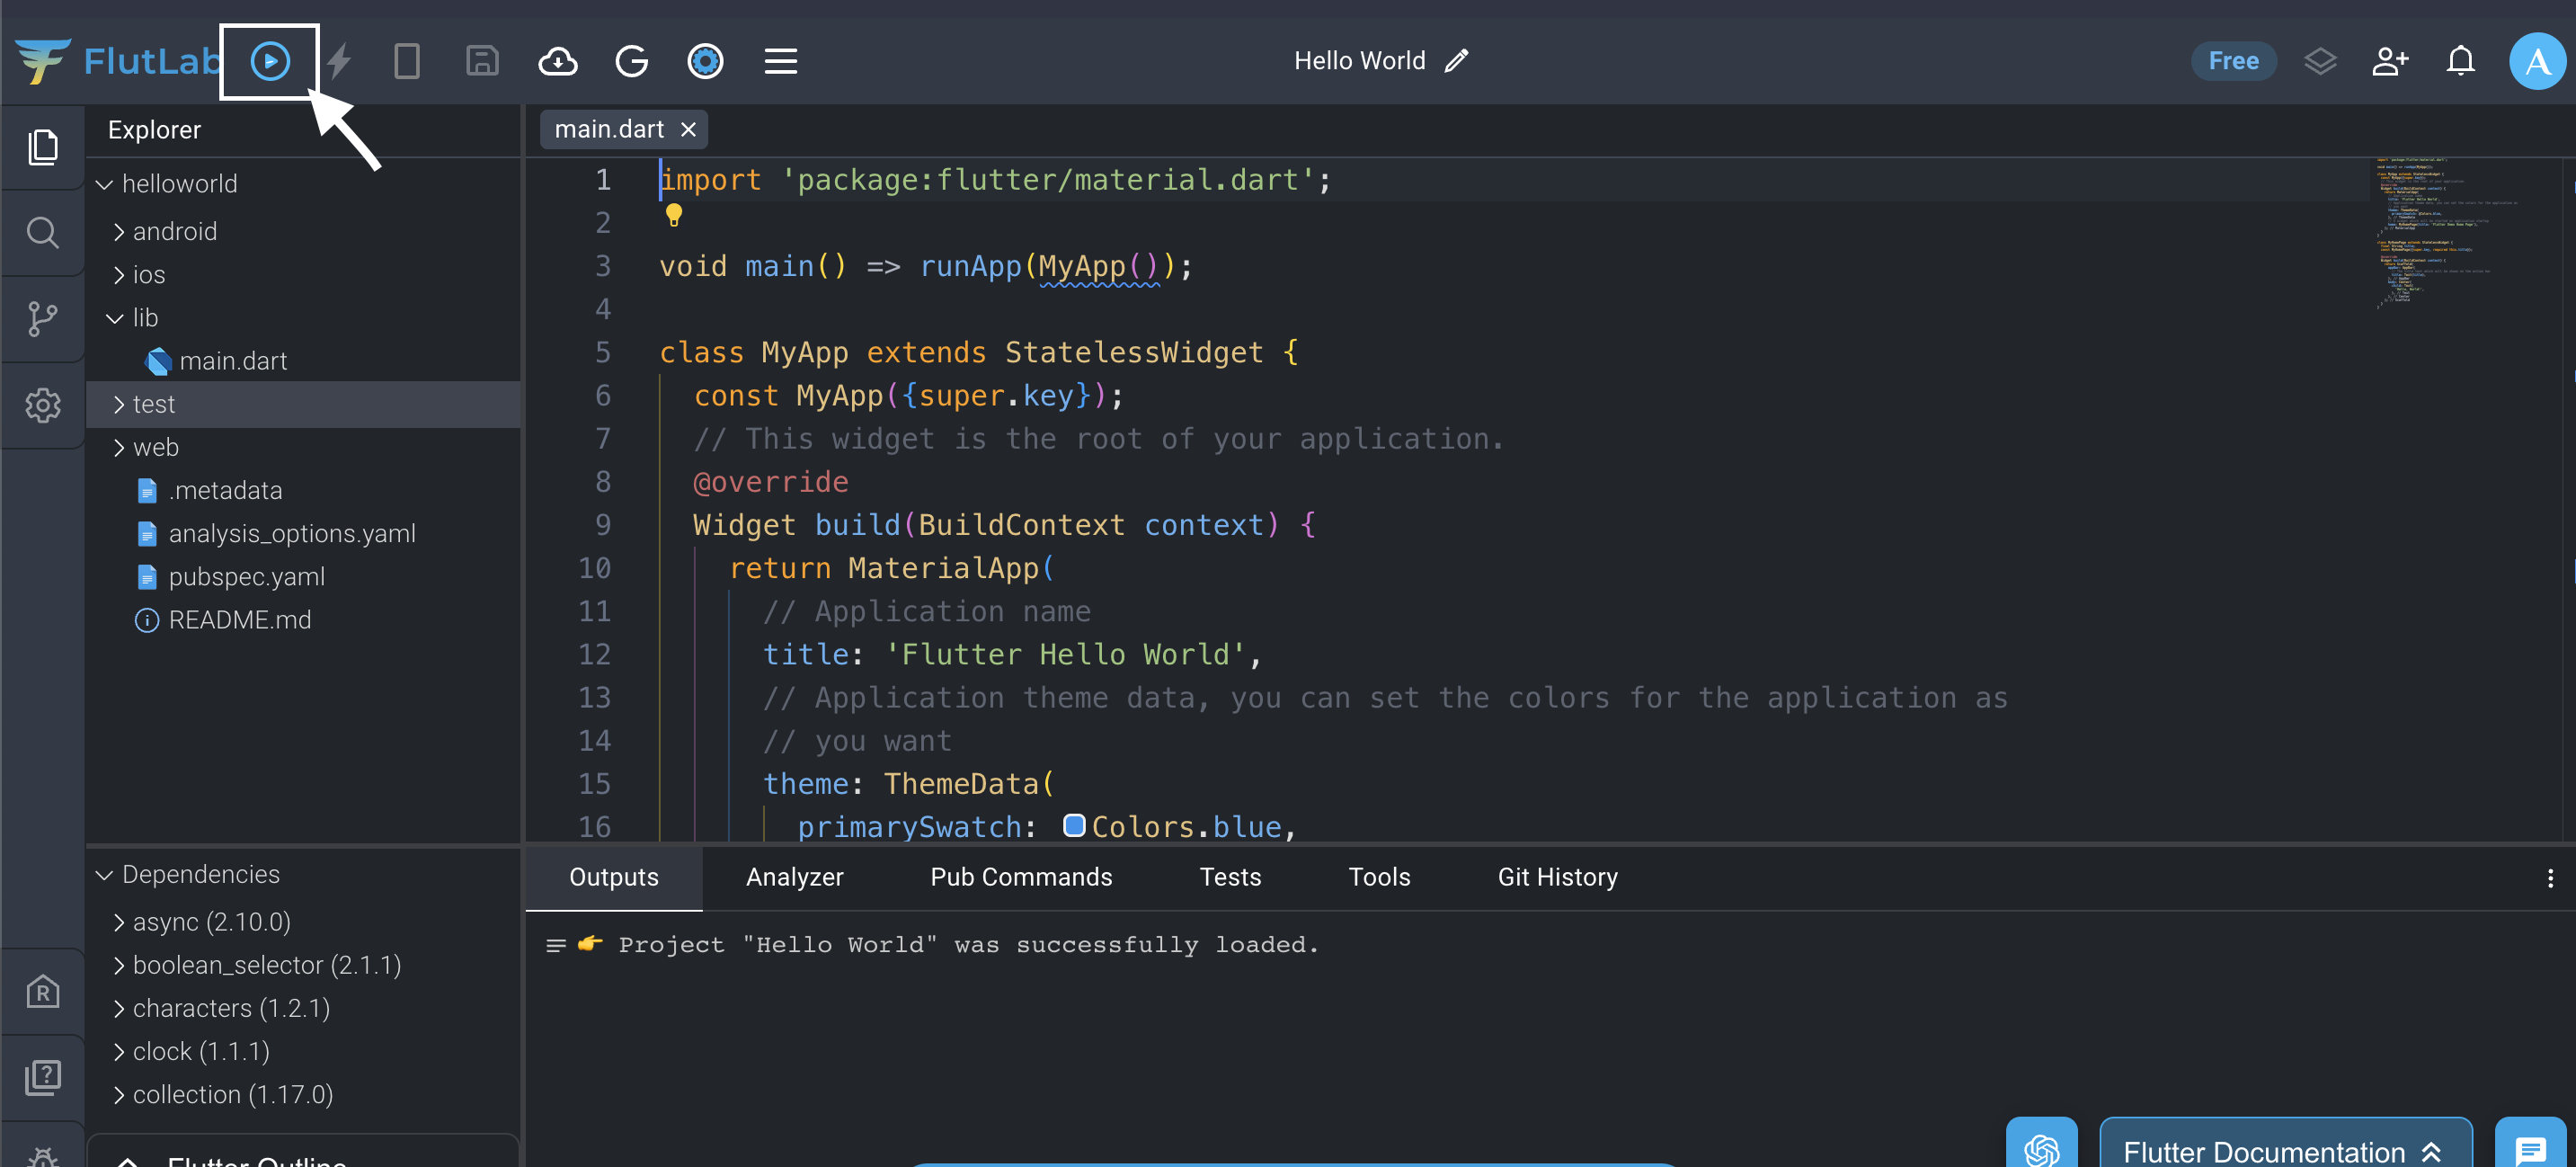 FlutLab
Hello World
Free
A
Explorer
main.dart
helloworld
android
ios
lib
main.dart
test
web
.metadata
analysis_options.yaml
pubspec.yaml
README.md
1 import 'package:flutter/material.dart';
2
3 void main() => runApp(MyApp());
4
5 class MyApp extends StatelessWidget {
6 const MyApp({super.key});
7 // This widget is the root of your application.
8 @override
9 Widget build(BuildContext context) {
10 return MaterialApp(
11 // Application name
12 title: 'Flutter Hello World',
13 // Application theme data, you can set the colors for the application as
14 // you want
15 theme: ThemeData(
16 primarySwatch: Colors.blue,
Dependencies
async (2.10.0)
boolean_selector (2.1.1)
characters (1.2.1)
clock (1.1.1)
collection (1.17.0)
Flutter Outline
Outputs Analyzer Pub Commands Tests Tools Git History
Project "Hello World" was successfully loaded.
Flutter Documentation